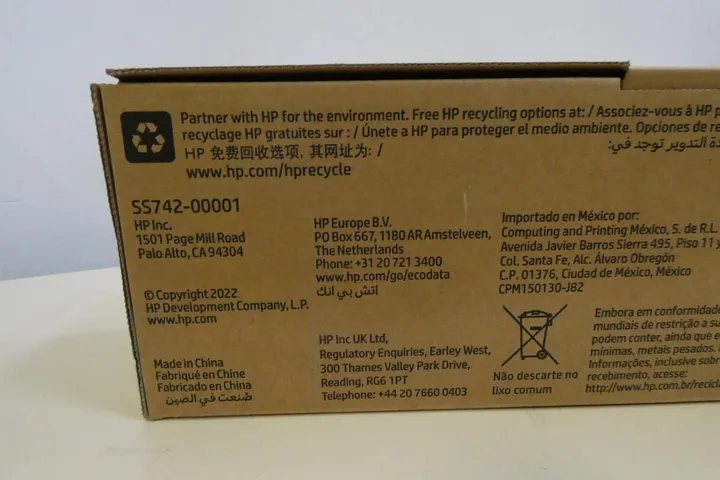 Partner with HP for the environment. Free HP recycling options at: / Associez-vous à HP
recyclage HP gratuites sur : / Únete a HP para proteger el medio ambiente. Opciones de
HP 免费回收选项, 其网址为: /
دة التدوير توجد في:
www.hp.com/hprecycle
SS742-00001
HP Inc.
1501 Page Mill Road
Palo Alto, CA 94304
© Copyright 2022
HP Development Company, L.P.
www.hp.com
Made in China
Fabriqué en Chine
Fabricado en China
صنعت في الصين
HP Europe B.V.
PO Box 667, 1180 AR Amstelveen,
The Netherlands
Phone: +31 20 721 3400
www.hp.com/go/ecodata
اتش بي انك
HP Inc UK Ltd,
Regulatory Enquiries, Earley West,
300 Thames Valley Park Drive,
Reading, RG6 1PT
Telephone: +44 20 7660 0403
Importado en México por:
Computing and Printing México, S. de R.L.
Avenida Javier Barros Sierra 495, Piso 11 y
Col. Santa Fe, Alc. Álvaro Obregón
C.P. 01376, Ciudad de México, México
CPM150130-J82
Não descarte no
lixo comum
Embora em conformidade
mundiais de restrição a su
podem conter, ainda que e
mínimas, metais pesados.
Informações, inclusive sob
recebimento, acesse:
http://www.hp.com.br/recicla